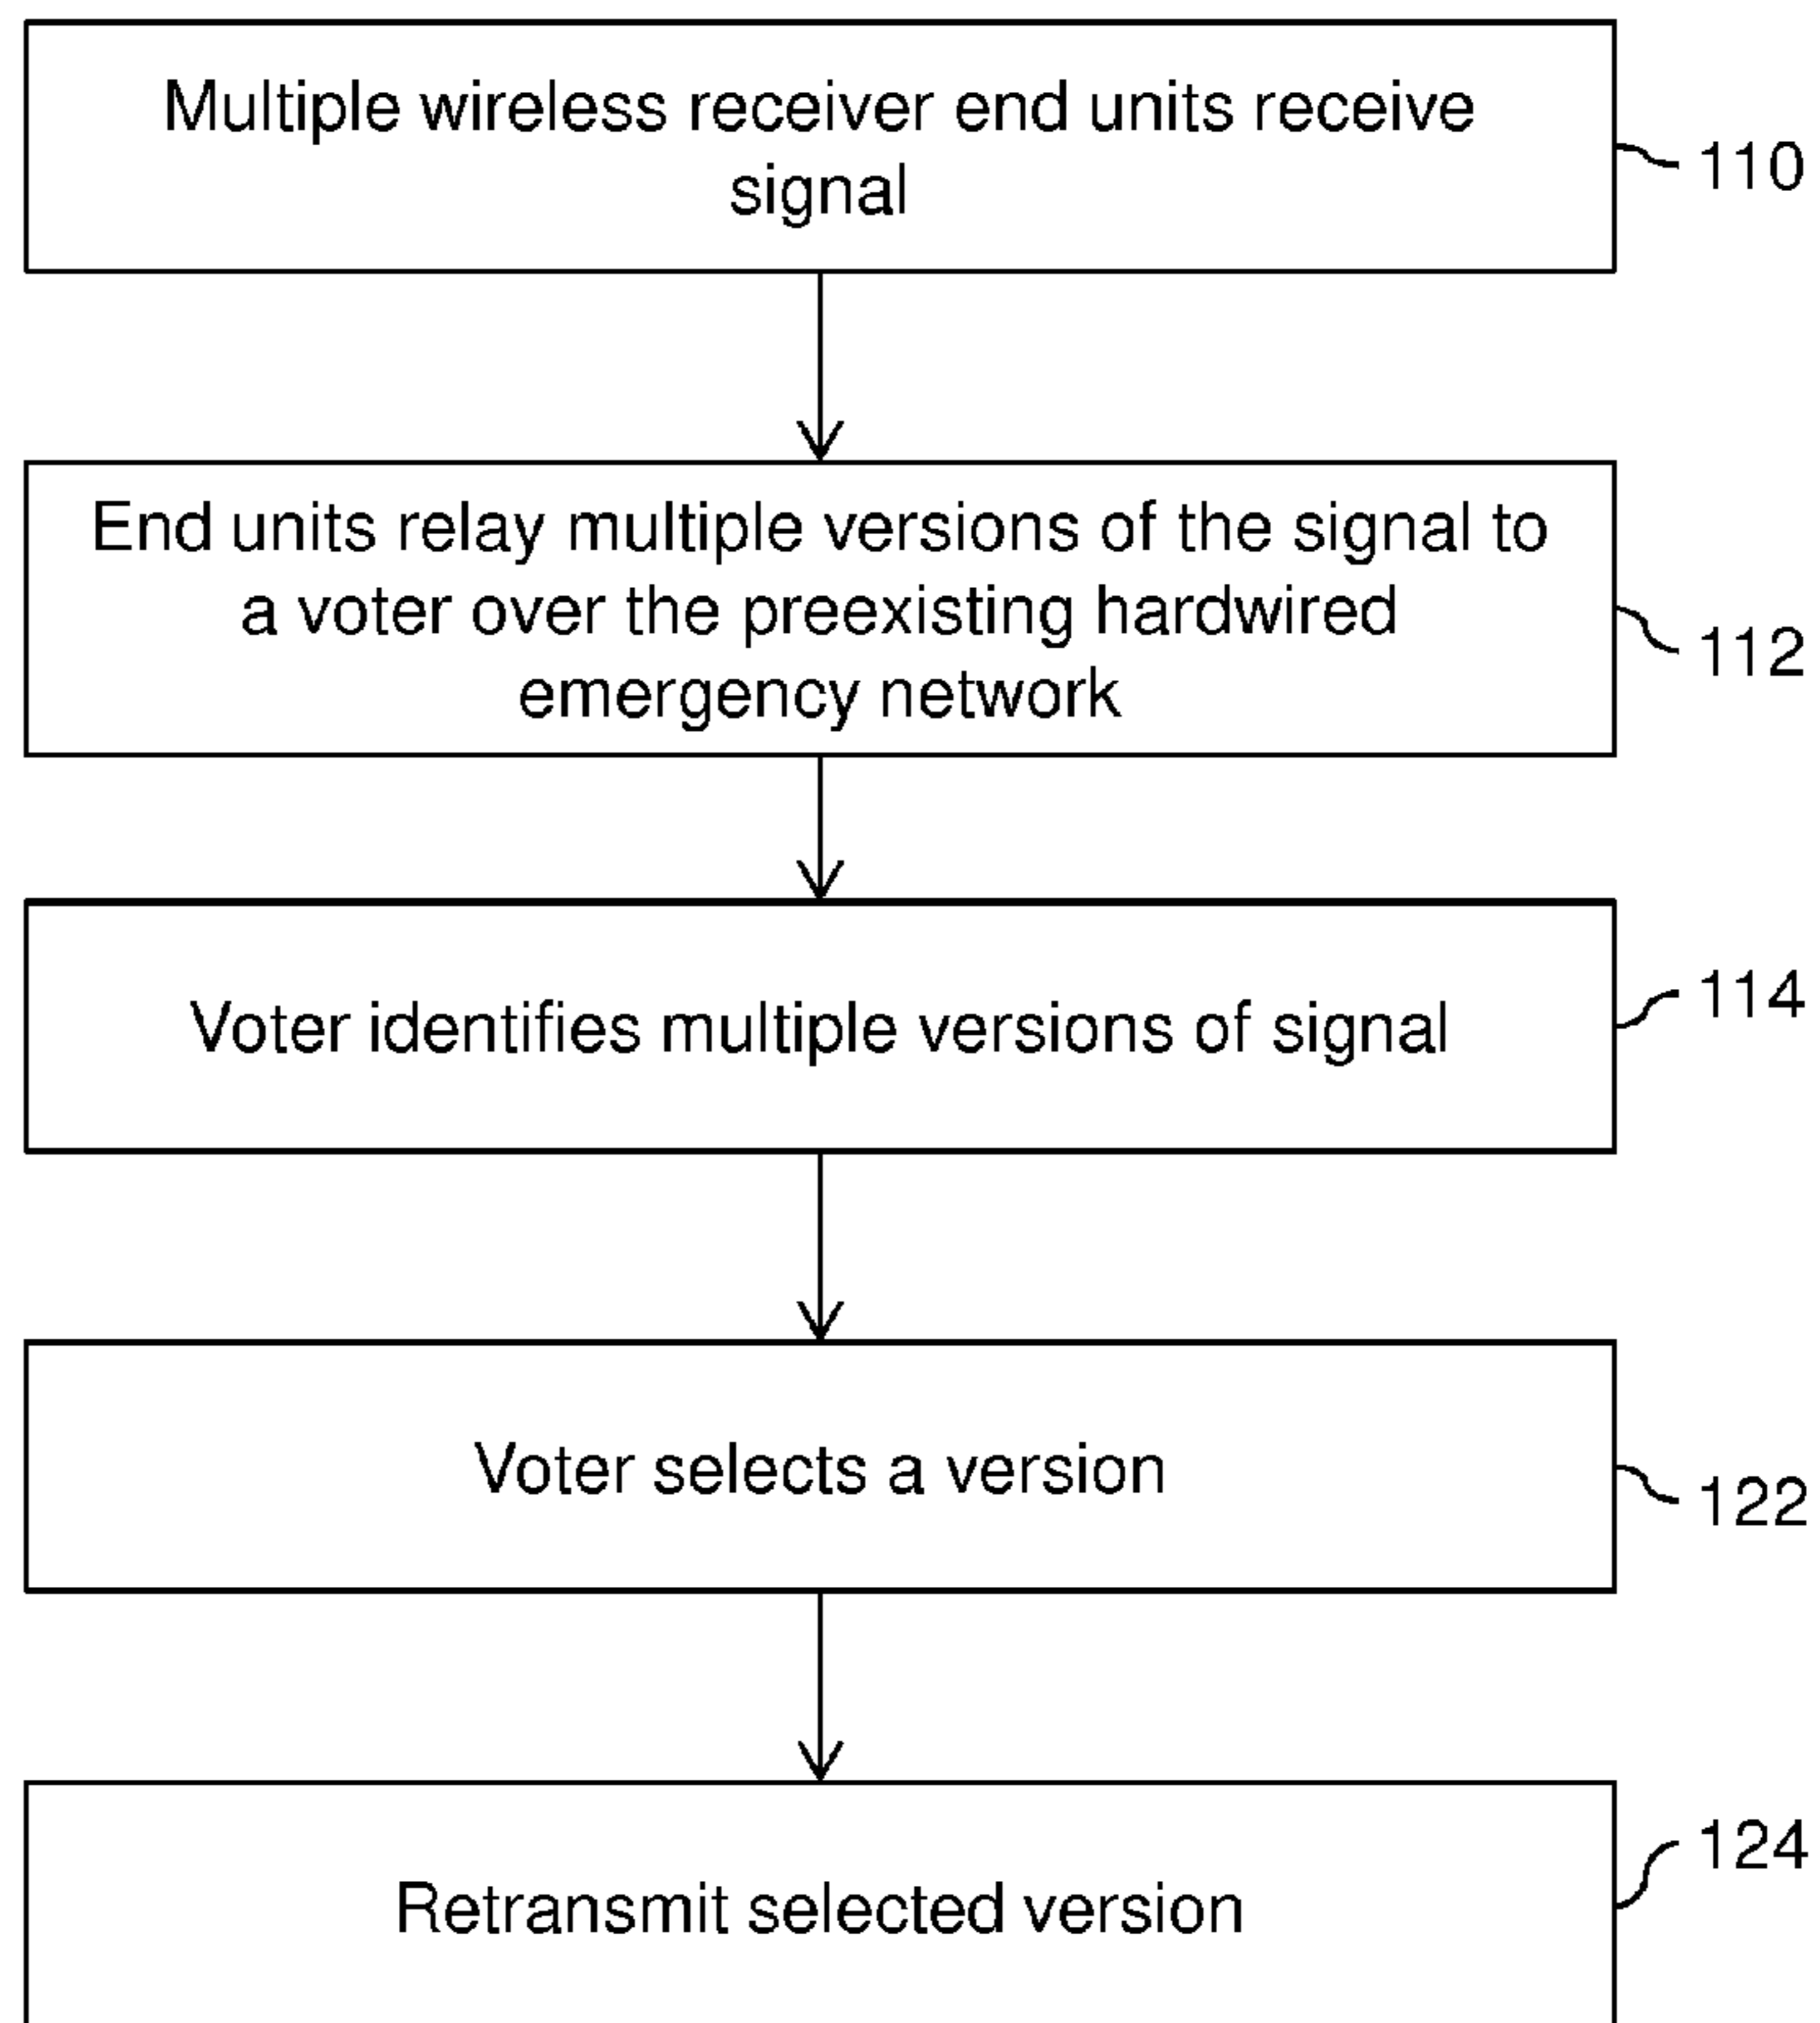 Multiple wireless receiver end units receive
signal
110
End units relay multiple versions of the signal to
a voter over the preexisting hardwired
emergency network
112
Voter identifies multiple versions of signal
114
Voter selects a version
122
Retransmit selected version
124